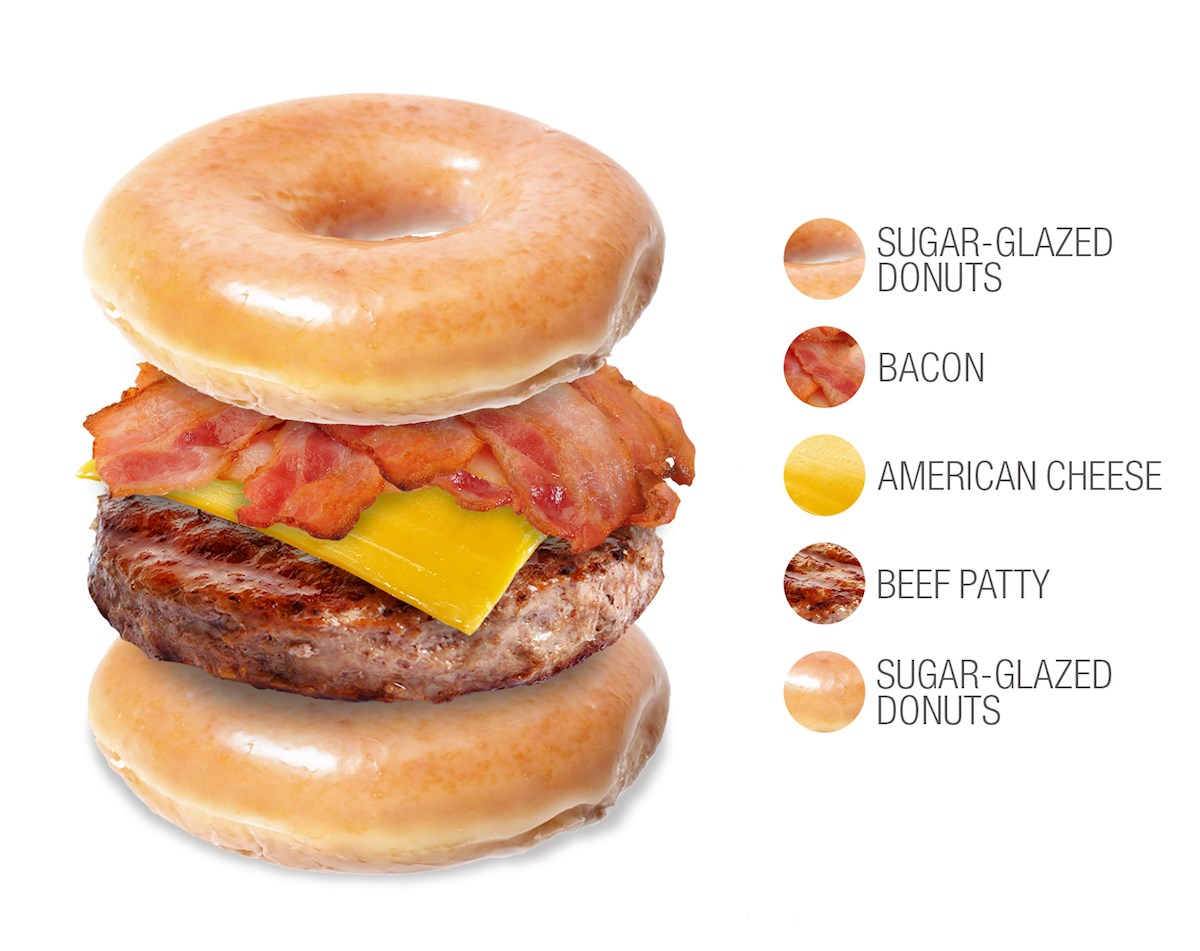 SUGAR-GLAZED
DONUTS
BACON
AMERICAN CHEESE
BEEF PATTY
SUGAR-GLAZED
DONUTS